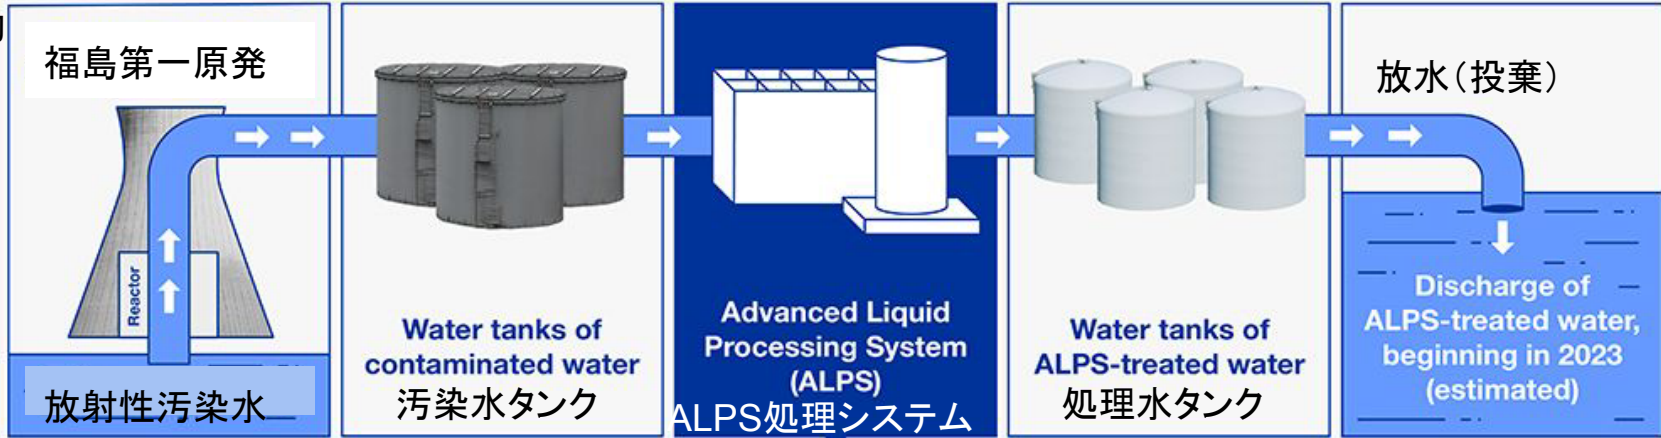 福島第一原発
Reactor
放射性汚染水
Water tanks of
contaminated water
汚染水タンク
Advanced Liquid
Processing System
(ALPS)
ALPS処理システム
Water tanks of
ALPS-treated water
処理水タンク
放水(投棄)
Discharge of
ALPS-treated water,
beginning in 2023
(estimated)